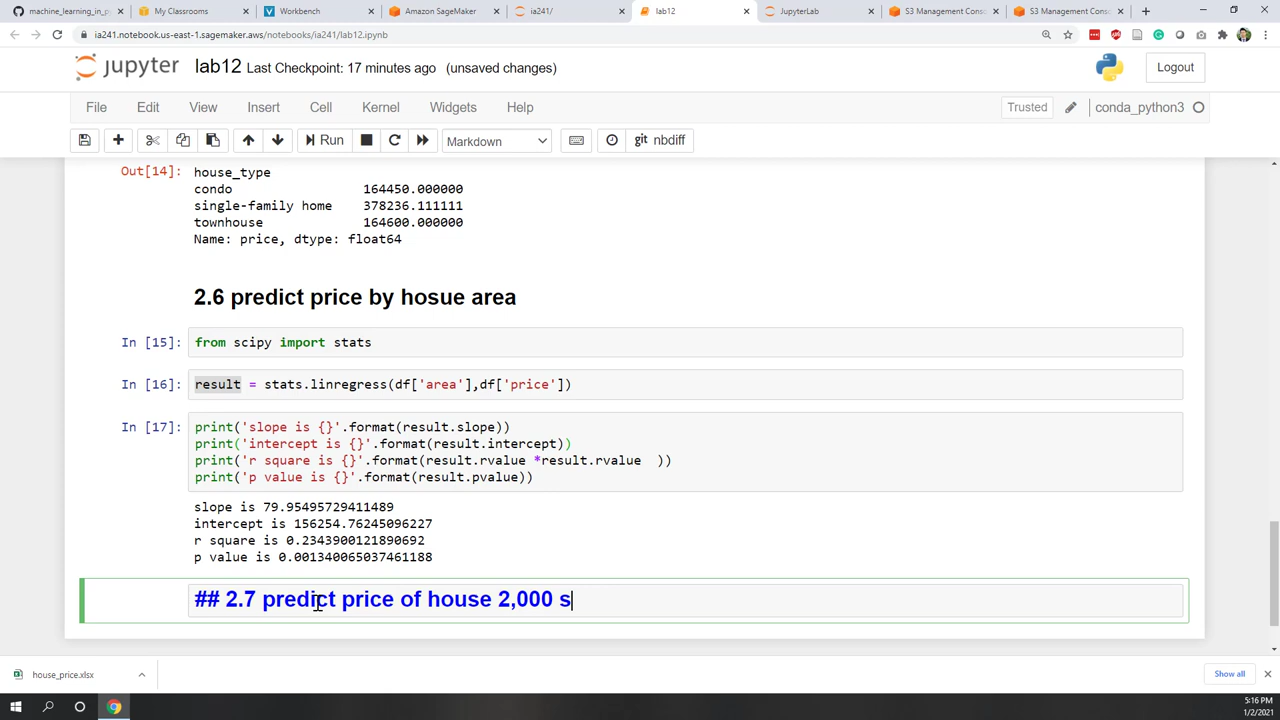 machine_learning_in_p
My Classrooms
Workbench
Amazon SageMaker
ia241/
lab12
JupyterLab
S3 Management Cons
S3 Management Cons
ia241.notebook.us-east-1.sagemaker.aws/notebooks/ia241/lab12.ipynb
jupyter lab12 Last Checkpoint: 17 minutes ago (unsaved changes)
Logout
File Edit View Insert Cell Kernel Widgets Help
Trusted
conda_python3
Run
Markdown
git nbdiff
Out[14]:
house_type
condo 164450.000000
single-family home 378236.111111
townhouse 164600.000000
Name: price, dtype: float64
2.6 predict price by hosue area
In [15]: from scipy import stats
In [16]: result = stats.linregress(df['area'],df['price'])
In [17]: print('slope is {}'.format(result.slope))
print('intercept is {}'.format(result.intercept))
print('r square is {}'.format(result.rvalue *result.rvalue ))
print('p value is {}'.format(result.pvalue))
slope is 79.95495729411489
intercept is 156254.76245096227
r square is 0.2343900121890692
p value is 0.001340065037461188
## 2.7 predict price of house 2,000 s
house_price.xlsx
Show all
5:16 PM
1/2/2021